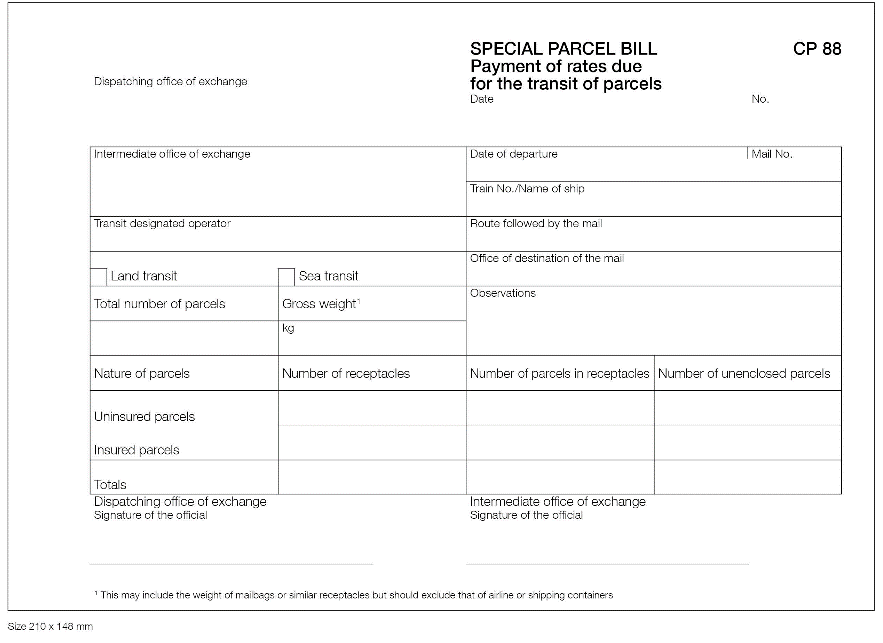 SPECIAL PARCEL BILL CP 88
Payment of rates due
for the transit of parcels
Dispatching office of exchange
Date No.
Intermediate office of exchange
Date of departure Mail No.
Train No./Name of ship
Transit designated operator
Route followed by the mail
Office of destination of the mail
Land transit Sea transit
Observations
Total number of parcels Gross weight¹
kg
Nature of parcels Number of receptacles Number of parcels in receptacles Number of unenclosed parcels
Uninsured parcels
Insured parcels
Totals
Dispatching office of exchange
Signature of the official
Intermediate office of exchange
Signature of the official
¹ This may include the weight of mailbags or similar receptacles but should exclude that of airline or shipping containers
Size 210 x 148 mm